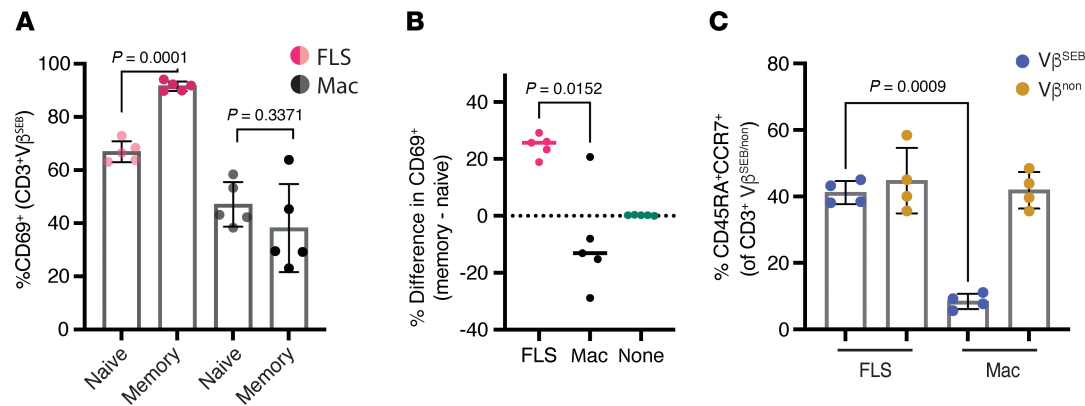 A
%CD69⁺ (CD3⁺Vβ^SEB)
100
80
60
40
20
0
P = 0.0001
P = 0.3371
FLS
Mac
Naive
Memory
Naive
Memory
B
% Difference in CD69⁺
(memory - naive)
40
20
0
-20
-40
P = 0.0152
FLS
Mac
None
C
% CD45RA⁺CCR7⁺
(of CD3⁺ Vβ^SEB/non)
80
60
40
20
0
P = 0.0009
Vβ^SEB
Vβ^non
FLS
Mac